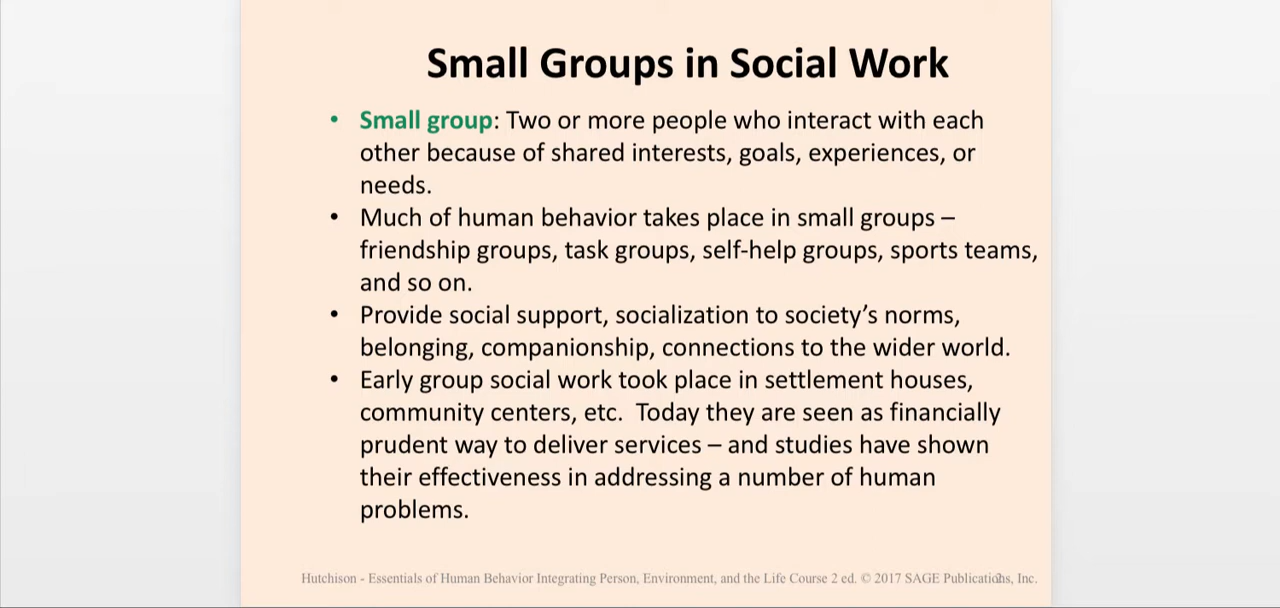 Small Groups in Social Work
• Small group: Two or more people who interact with each
other because of shared interests, goals, experiences, or
needs.
• Much of human behavior takes place in small groups –
friendship groups, task groups, self-help groups, sports teams,
and so on.
• Provide social support, socialization to society’s norms,
belonging, companionship, connections to the wider world.
• Early group social work took place in settlement houses,
community centers, etc.  Today they are seen as financially
prudent way to deliver services – and studies have shown
their effectiveness in addressing a number of human
problems.
Hutchison - Essentials of Human Behavior Integrating Person, Environment, and the Life Course 2 ed. © 2017 SAGE Publications, Inc.
2